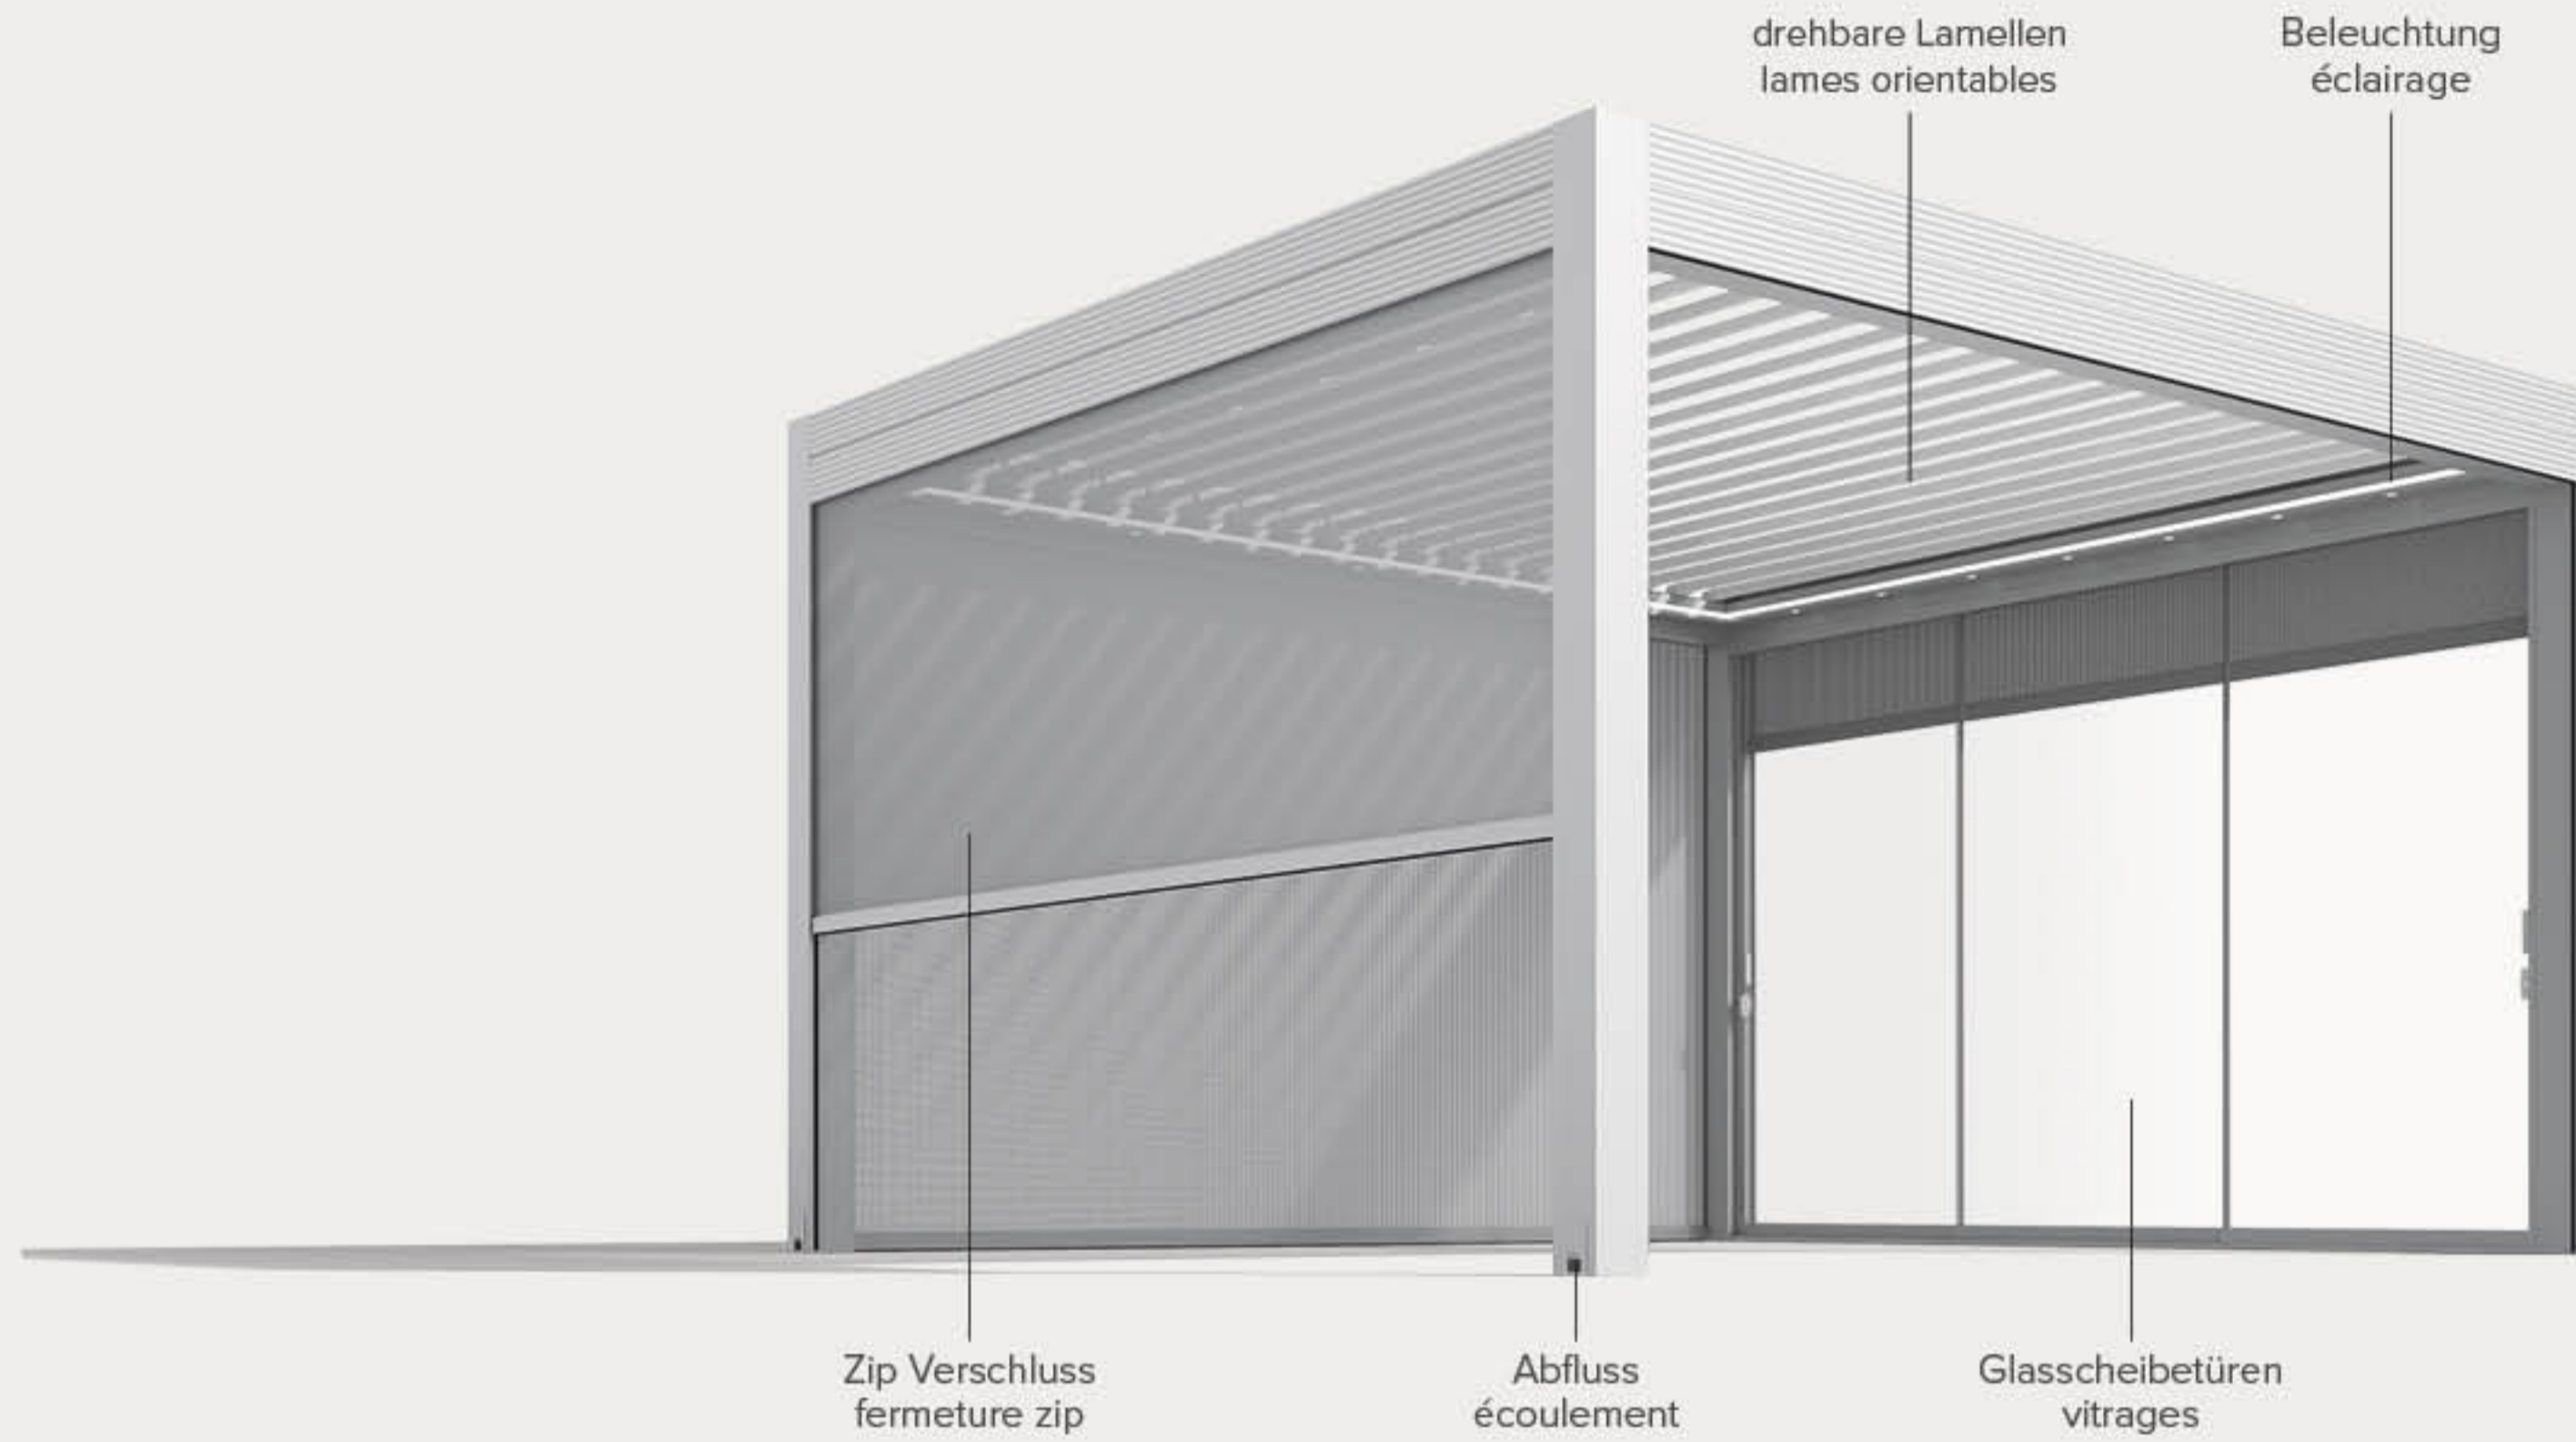 drehbare Lamellen
lames orientables
Beleuchtung
éclairage
Zip Verschluss
fermeture zip
Abfluss
écoulement
Glasscheibetüren
vitrages